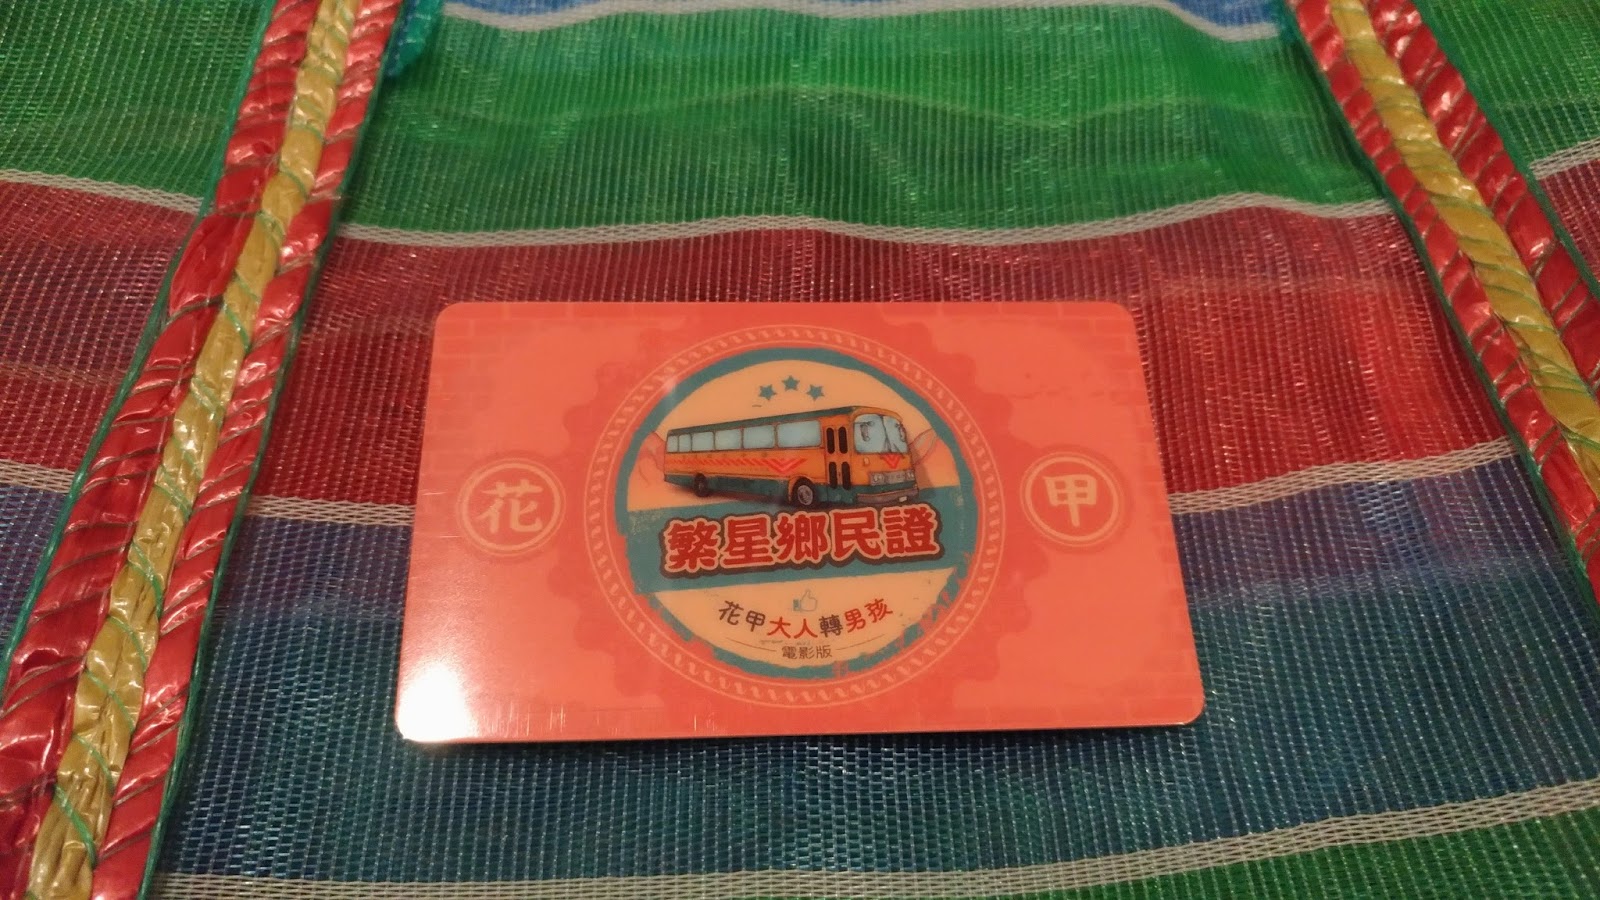 花
甲
繁星鄉民證
花甲大人轉男孩
電影版